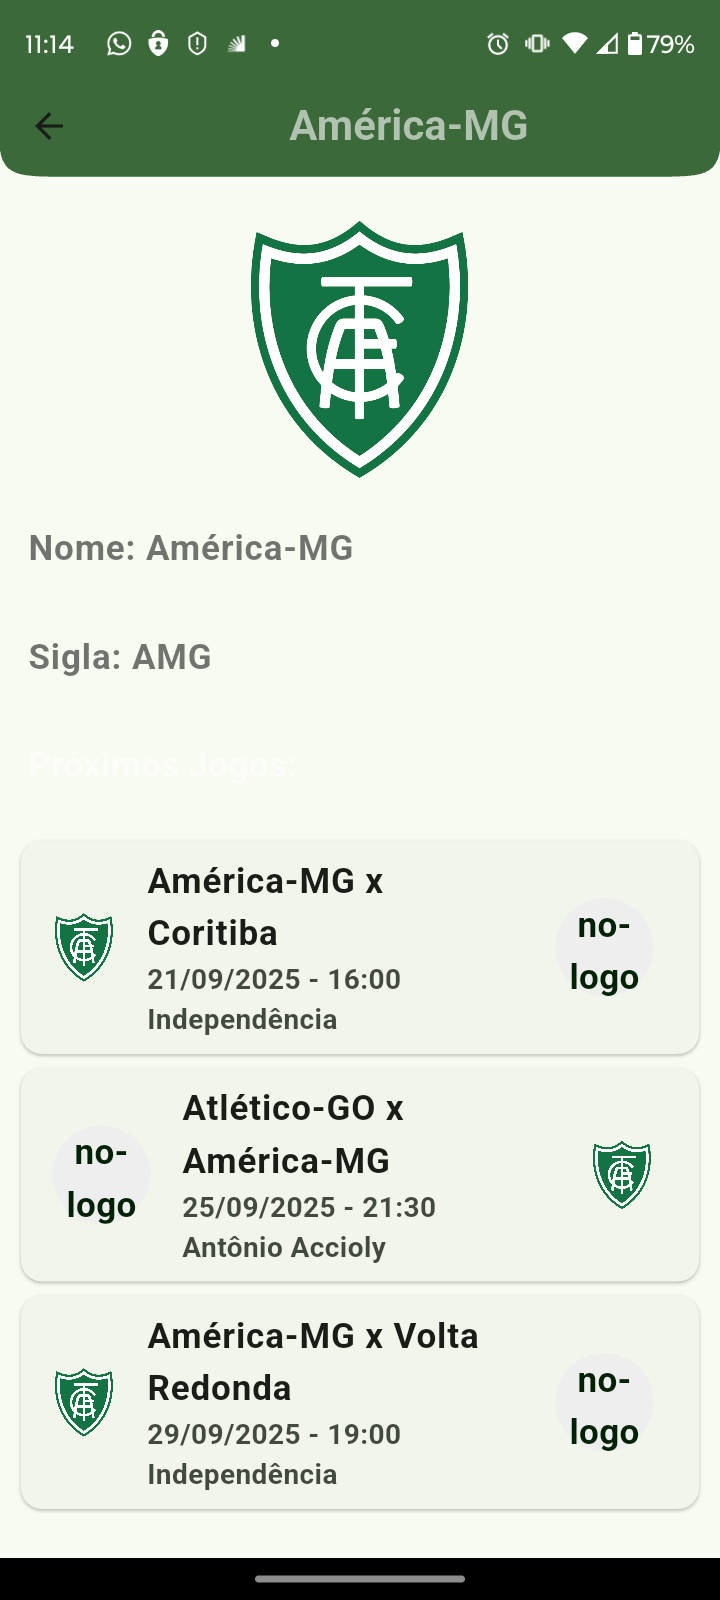 11:14
79%
América-MG
Nome: América-MG
Sigla: AMG
Próximos Jogos:
América-MG x
Coritiba
21/09/2025 - 16:00
Independência
no-
logo
no-
logo
Atlético-GO x
América-MG
25/09/2025 - 21:30
Antônio Accioly
América-MG x Volta
Redonda
29/09/2025 - 19:00
Independência
no-
logo